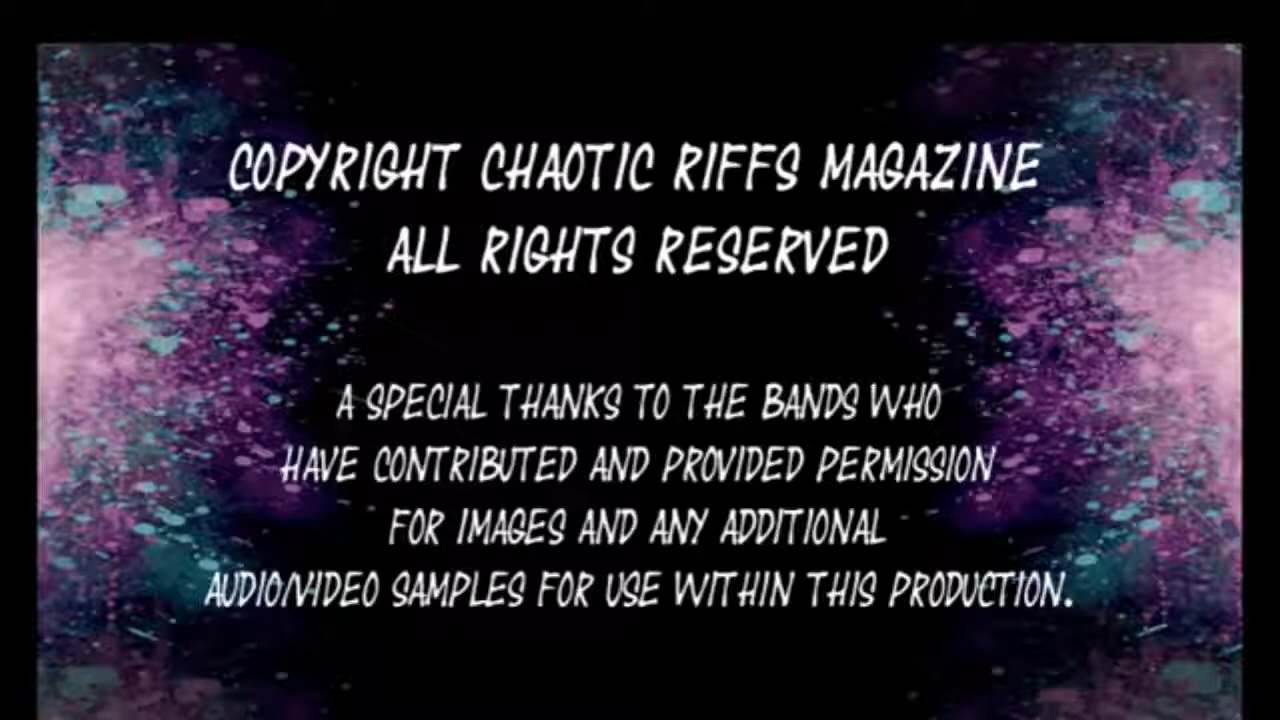 COPYRIGHT CHAOTIC RIFFS MAGAZINE
ALL RIGHTS RESERVED
A SPECIAL THANKS TO THE BANDS WHO
HAVE CONTRIBUTED AND PROVIDED PERMISSION
FOR IMAGES AND ANY ADDITIONAL
AUDIO/VIDEO SAMPLES FOR USE WITHIN THIS PRODUCTION.